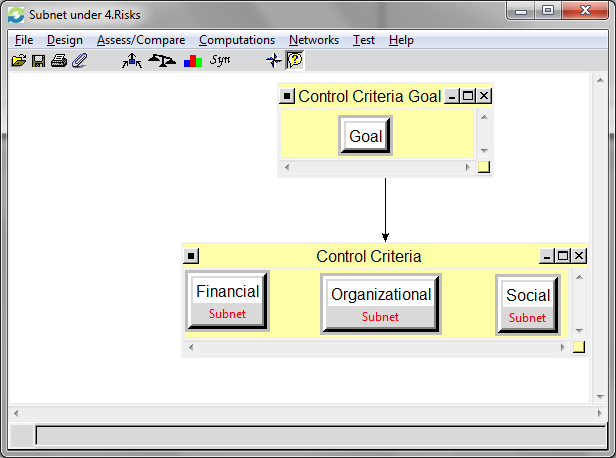 Subnet under 4.Risks
File Design Assess/Compare Computations Networks Test Help
Syn
Control Criteria Goal
Goal
Control Criteria
Financial Organizational Social
Subnet Subnet Subnet